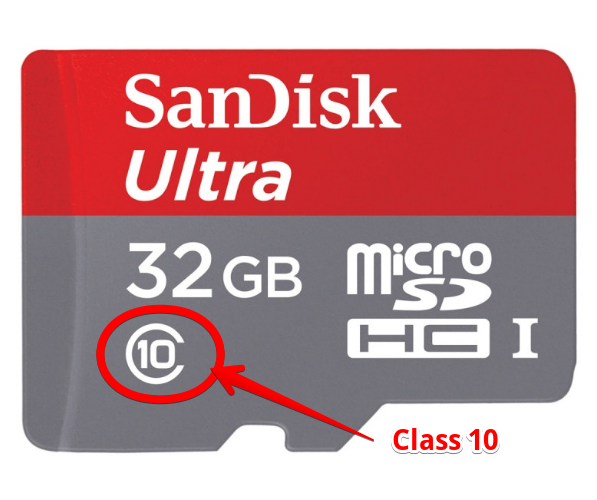 SanDisk
Ultra
32GB
micro
SD
HC I
10
Class 10